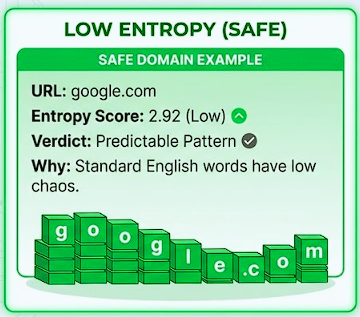 LOW ENTROPY (SAFE)
SAFE DOMAIN EXAMPLE
URL: google.com
Entropy Score: 2.92 (Low)
Verdict: Predictable Pattern
Why: Standard English words have low
chaos.
google.com